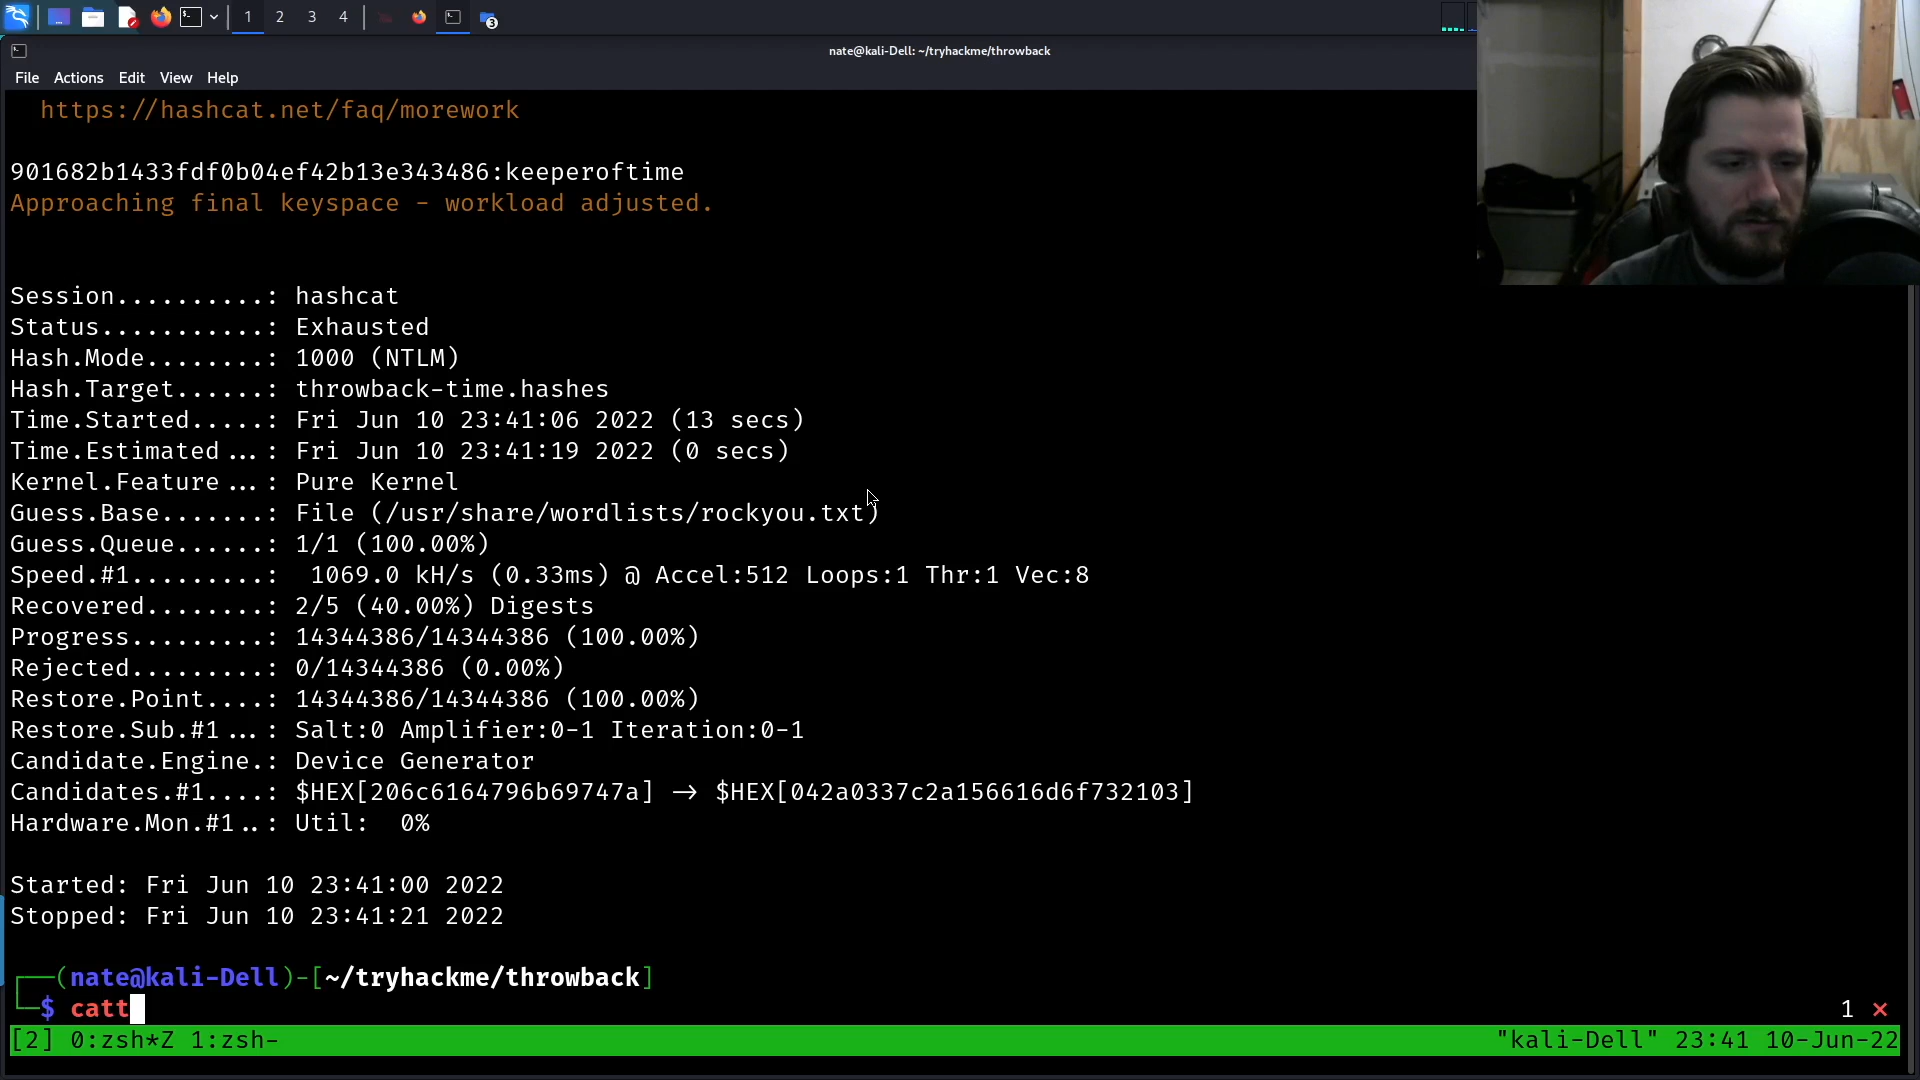 1 2 3 4 3
nate@kali-Dell: ~/tryhackme/throwback
File Actions Edit View Help
https://hashcat.net/faq/morework
901682b1433fdf0b04ef42b13e343486:keeperoftime
Approaching final keyspace - workload adjusted.
Session..........: hashcat
Status...........: Exhausted
Hash.Mode........: 1000 (NTLM)
Hash.Target......: throwback-time.hashes
Time.Started.....: Fri Jun 10 23:41:06 2022 (13 secs)
Time.Estimated...: Fri Jun 10 23:41:19 2022 (0 secs)
Kernel.Feature...: Pure Kernel
Guess.Base.......: File (/usr/share/wordlists/rockyou.txt)
Guess.Queue......: 1/1 (100.00%)
Speed.#1.........:  1069.0 kH/s (0.33ms) @ Accel:512 Loops:1 Thr:1 Vec:8
Recovered........: 2/5 (40.00%) Digests
Progress.........: 14344386/14344386 (100.00%)
Rejected.........: 0/14344386 (0.00%)
Restore.Point....: 14344386/14344386 (100.00%)
Restore.Sub.#1...: Salt:0 Amplifier:0-1 Iteration:0-1
Candidate.Engine.: Device Generator
Candidates.#1....: $HEX[206c6164796b69747a] -> $HEX[042a0337c2a156616d6f732103]
Hardware.Mon.#1..: Util:  0%
Started: Fri Jun 10 23:41:00 2022
Stopped: Fri Jun 10 23:41:21 2022
┌──(nate@kali-Dell)-[~/tryhackme/throwback]
└─$ catt 1 ⨯
[2] 0:zsh*Z 1:zsh- "kali-Dell" 23:41 10-Jun-22